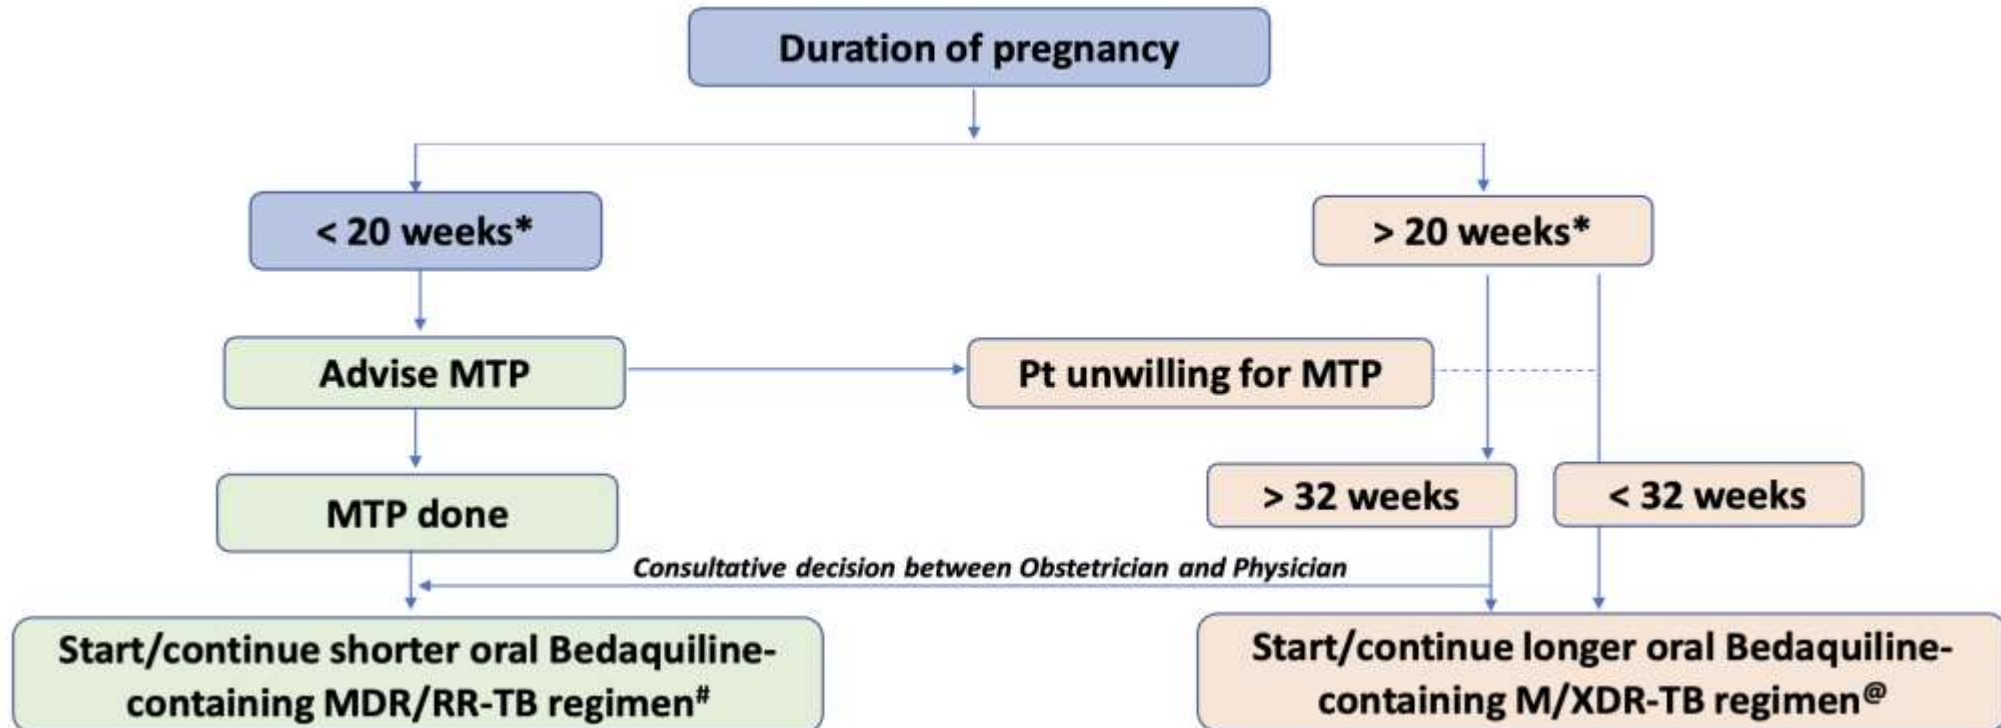 Duration of pregnancy
< 20 weeks*
> 20 weeks*
Advise MTP
Pt unwilling for MTP
MTP done
> 32 weeks
< 32 weeks
Consultative decision between Obstetrician and Physician
Start/continue shorter oral Bedaquiline-
containing MDR/RR-TB regimen#
Start/continue longer oral Bedaquiline-
containing M/XDR-TB regimen@